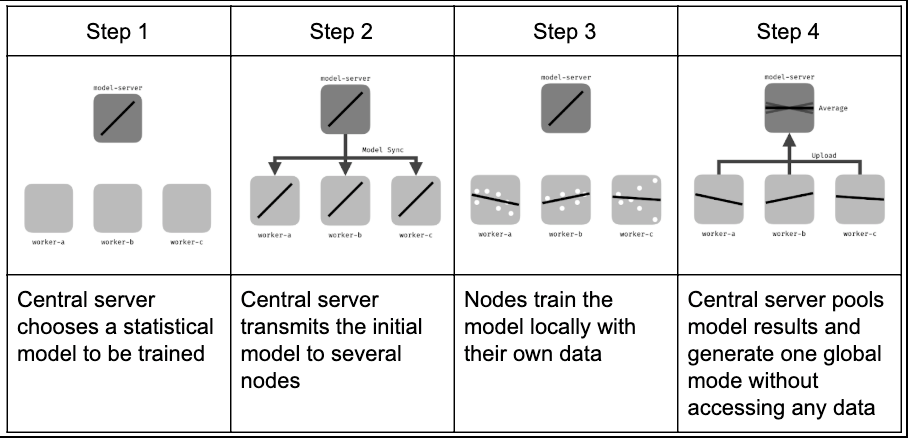 Step 1
Step 2
Step 3
Step 4
model-server
worker-a
worker-b
worker-c
model-server
Model Sync
worker-a
worker-b
worker-c
model-server
worker-a
worker-b
worker-c
model-server
Average
Upload
worker-a
worker-b
worker-c
Central server
chooses a statistical
model to be trained
Central server
transmits the initial
model to several
nodes
Nodes train the
model locally with
their own data
Central server pools
model results and
generate one global
mode without
accessing any data